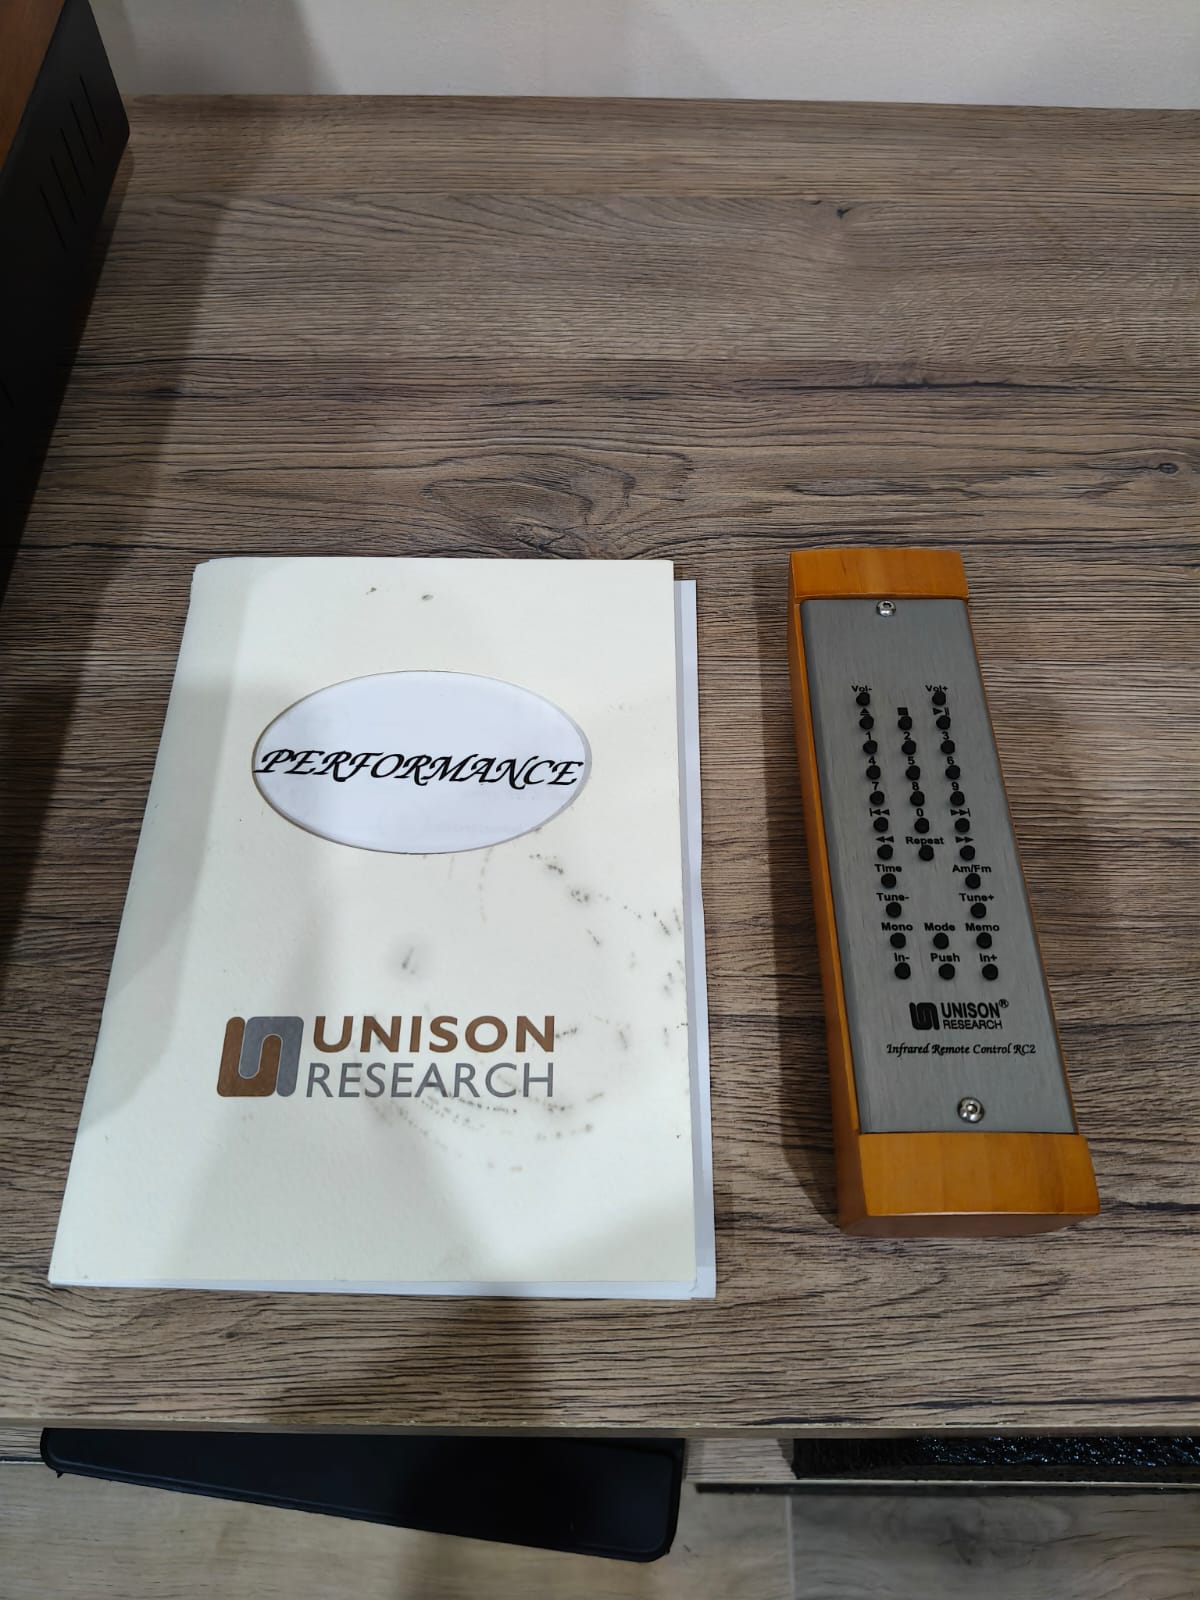 PERFORMANCE
UNISON
RESEARCH
Vol- Vol+
1 2 3
4 5 6
7 8 9
0
Repeat
Time Am/Fm
Tune- Tune+
Mono Mode Memo
In- Push In+
UNISON®
RESEARCH
Infrared Remote Control RC2